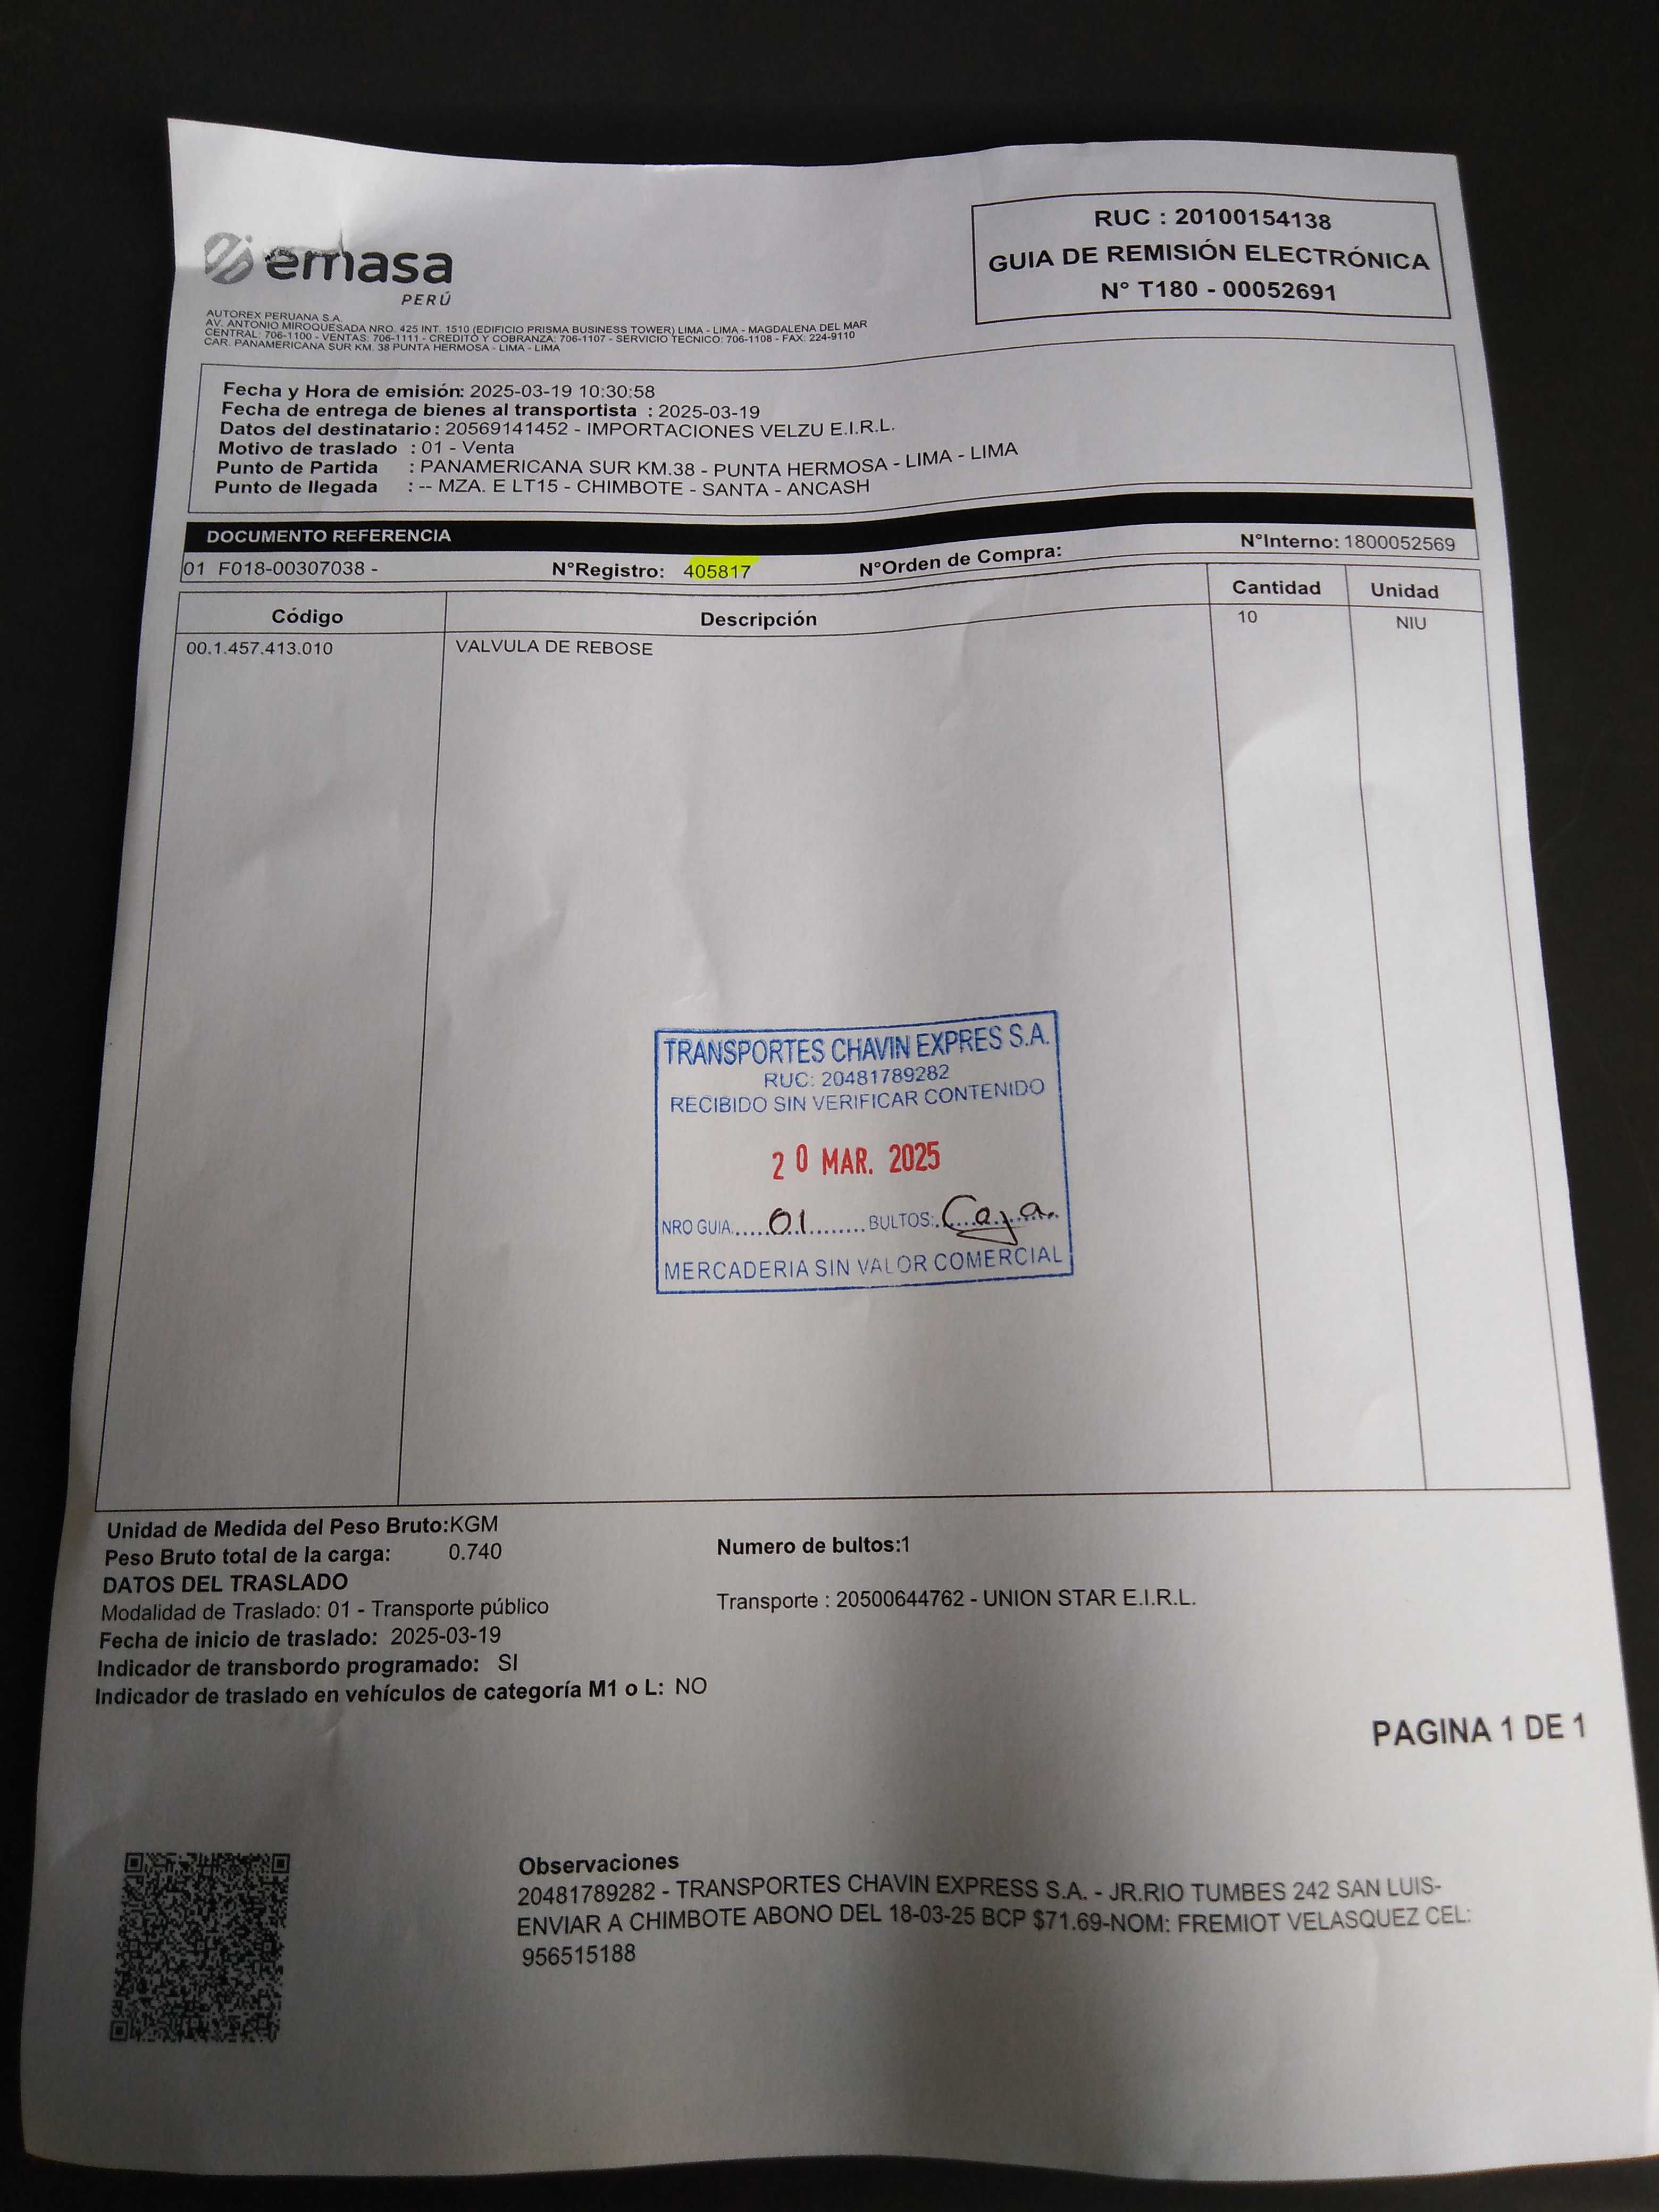 emasa
PERÚ
RUC : 20100154138
GUIA DE REMISIÓN ELECTRÓNICA
N° T180 - 00052691
AUTOREX PERUANA S.A.
AV. ANTONIO MIROQUESADA NRO. 425 INT. 1510 (EDIFICIO PRISMA BUSINESS TOWER) LIMA - LIMA - MAGDALENA DEL MAR
CENTRAL: 706-1100 - VENTAS: 706-1111 - CREDITO Y COBRANZA: 706-1107 - SERVICIO TECNICO: 706-1108 - FAX: 224-9110
CAR. PANAMERICANA SUR KM. 38 PUNTA HERMOSA - LIMA - LIMA
Fecha y Hora de emisión: 2025-03-19 10:30:58
Fecha de entrega de bienes al transportista : 2025-03-19
Datos del destinatario : 20569141452 - IMPORTACIONES VELZU E.I.R.L.
Motivo de traslado : 01 - Venta
Punto de Partida : PANAMERICANA SUR KM.38 - PUNTA HERMOSA - LIMA - LIMA
Punto de llegada : -- MZA. E LT15 - CHIMBOTE - SANTA - ANCASH
DOCUMENTO REFERENCIA
01 F018-00307038 - N°Registro: 405817 N°Orden de Compra: N°Interno: 1800052569
Código Descripción Cantidad Unidad
00.1.457.413.010 VALVULA DE REBOSE 10 NIU
TRANSPORTES CHAVIN EXPRES S.A.
RUC: 20481789282
RECIBIDO SIN VERIFICAR CONTENIDO
20 MAR. 2025
NRO GUIA.....01........BULTOS:..Caja.
MERCADERIA SIN VALOR COMERCIAL
Unidad de Medida del Peso Bruto:KGM
Peso Bruto total de la carga: 0.740 Numero de bultos:1
DATOS DEL TRASLADO
Modalidad de Traslado: 01 - Transporte público Transporte : 20500644762 - UNION STAR E.I.R.L.
Fecha de inicio de traslado: 2025-03-19
Indicador de transbordo programado: SI
Indicador de traslado en vehículos de categoría M1 o L: NO
PAGINA 1 DE 1
Observaciones
20481789282 - TRANSPORTES CHAVIN EXPRESS S.A. - JR.RIO TUMBES 242 SAN LUIS-
ENVIAR A CHIMBOTE ABONO DEL 18-03-25 BCP $71.69-NOM: FREMIOT VELASQUEZ CEL:
956515188